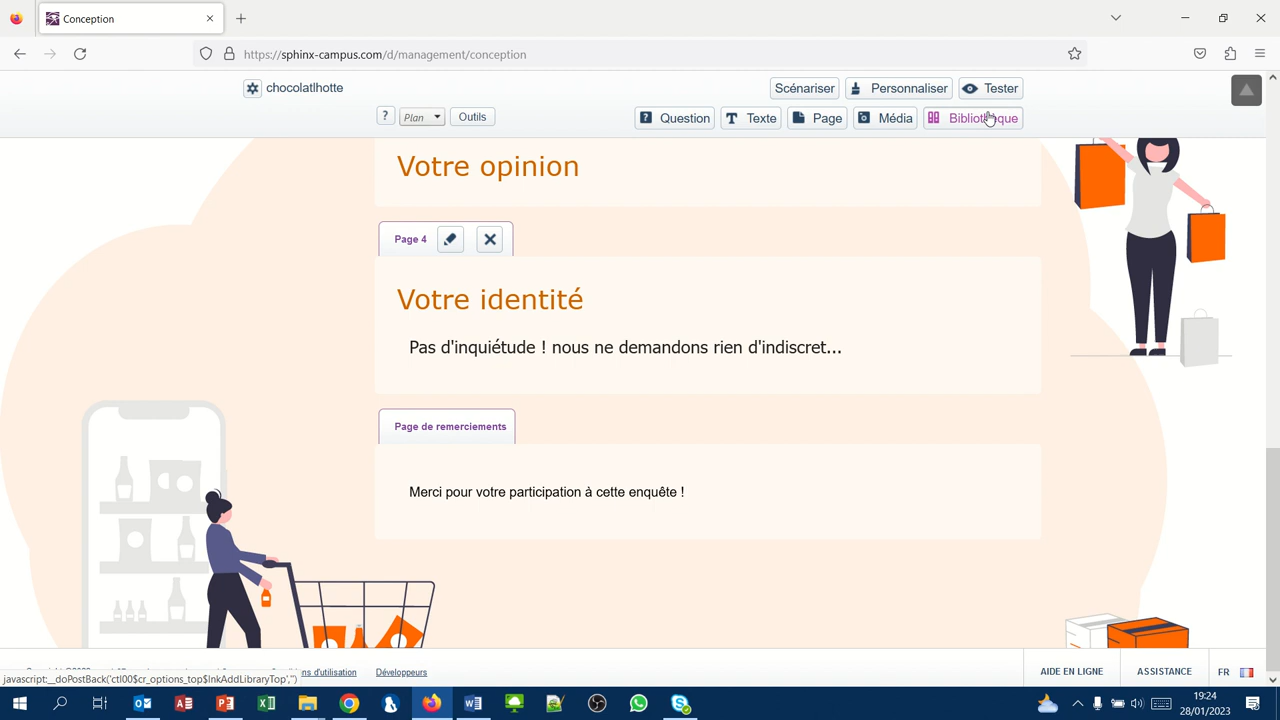 Conception
https://sphinx-campus.com/d/management/conception
chocolatlhotte
Scénariser
Personnaliser
Tester
?
Plan
Outils
Question
Texte
Page
Média
Bibliothèque
Votre opinion
Page 4
Votre identité
Pas d'inquiétude ! nous ne demandons rien d'indiscret...
Page de remerciements
Merci pour votre participation à cette enquête !
d'utilisation
Développeurs
javascript:__doPostBack('ctl00$cr_options_top$lnkAddLibraryTop','')
AIDE EN LIGNE
ASSISTANCE
FR
19:24
28/01/2023